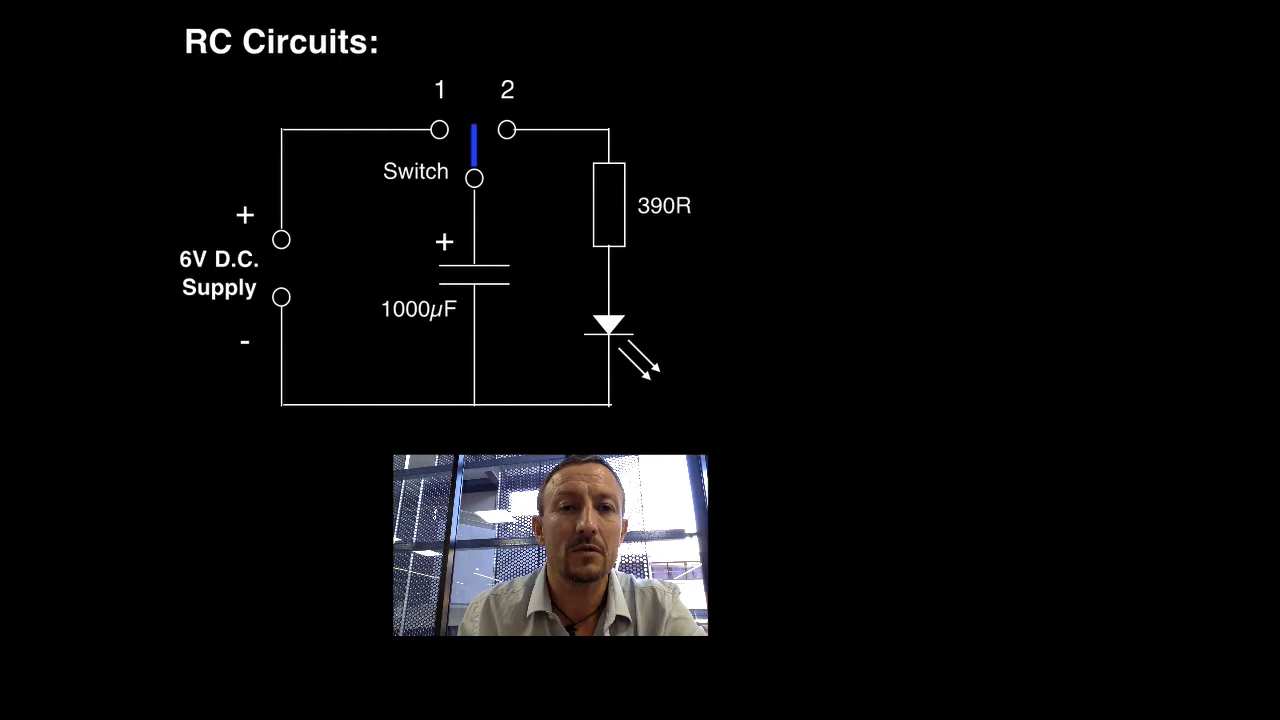 RC Circuits:
1
2
Switch
+
390R
+
6V D.C.
Supply
1000µF
-